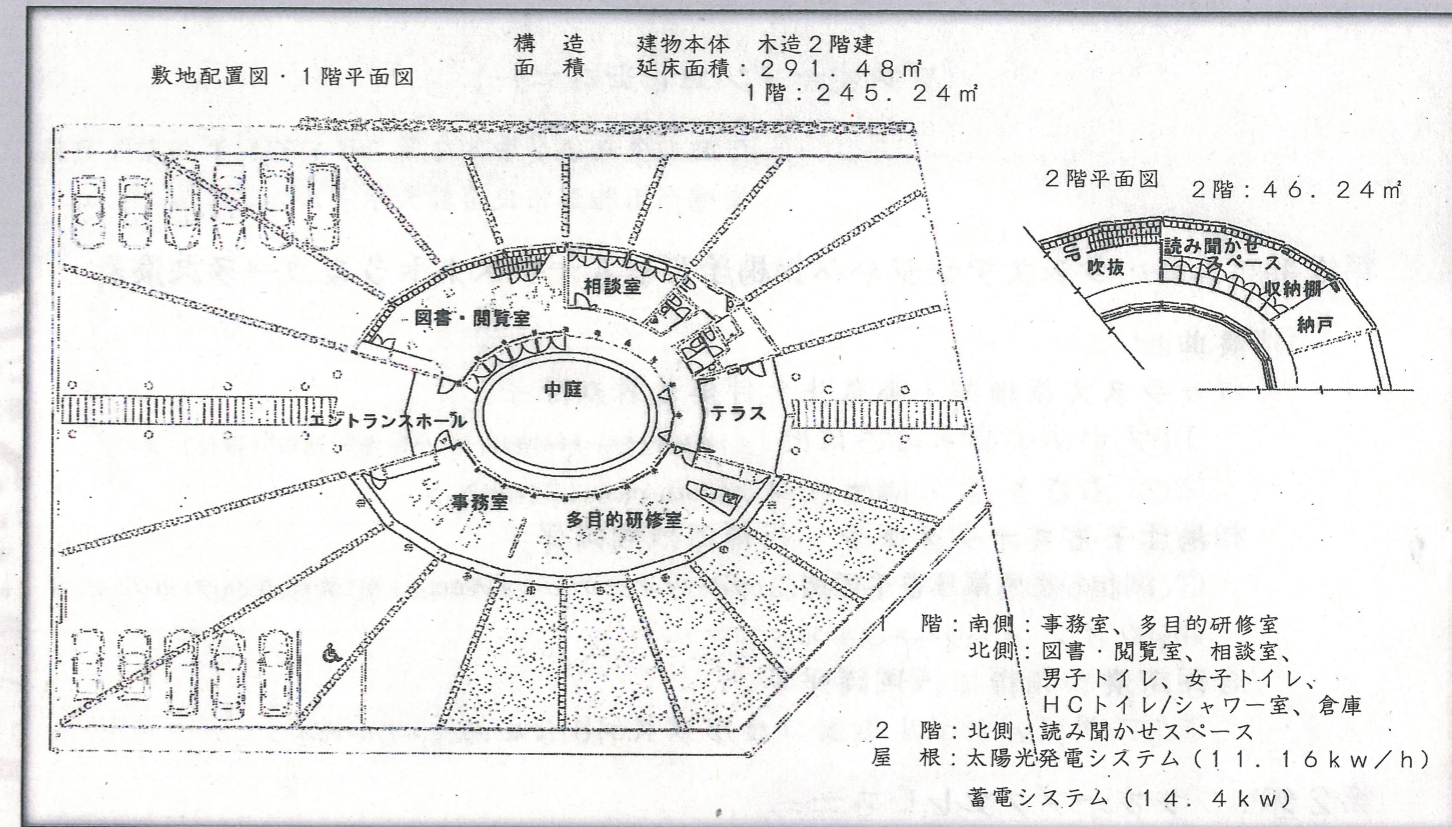 構　造　　建物本体　木造２階建
面　積　　延床面積：２９１．４８㎡
１階：２４５．２４㎡
敷地配置図・１階平面図
２階平面図　２階：４６．２４㎡
UP
吹抜
読み聞かせ
スペース
収納棚
納戸
相談室
図書・閲覧室
中庭
エントランスホール
テラス
事務室
多目的研修室
１　階：南側：事務室、多目的研修室
北側：図書・閲覧室、相談室、
男子トイレ、女子トイレ、
ＨＣトイレ/シャワー室、倉庫
２　階：北側：読み聞かせスペース
屋　根：太陽光発電システム（１１．１６ｋｗ／ｈ）
蓄電システム（１４．４ｋｗ）